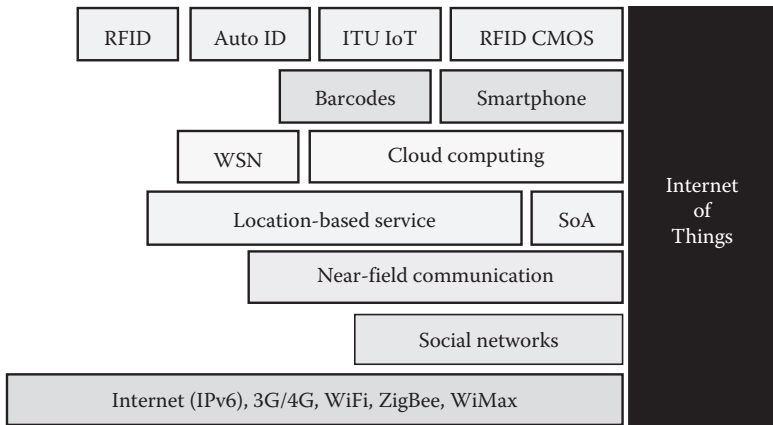 RFID
Auto ID
ITU IoT
RFID CMOS
Barcodes
Smartphone
WSN
Cloud computing
Location-based service
SoA
Near-field communication
Social networks
Internet (IPv6), 3G/4G, WiFi, ZigBee, WiMax
Internet
of
Things